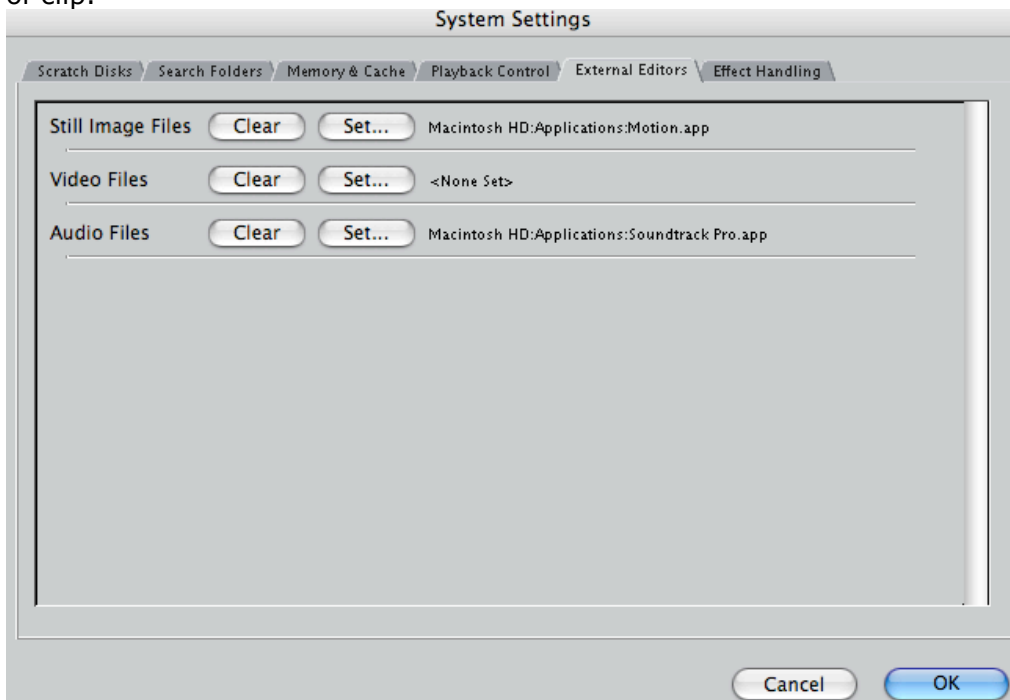 or clip.
System Settings
Scratch Disks Search Folders Memory & Cache Playback Control External Editors Effect Handling
Still Image Files Clear Set... Macintosh HD:Applications:Motion.app
Video Files Clear Set... <None Set>
Audio Files Clear Set... Macintosh HD:Applications:Soundtrack Pro.app
Cancel OK